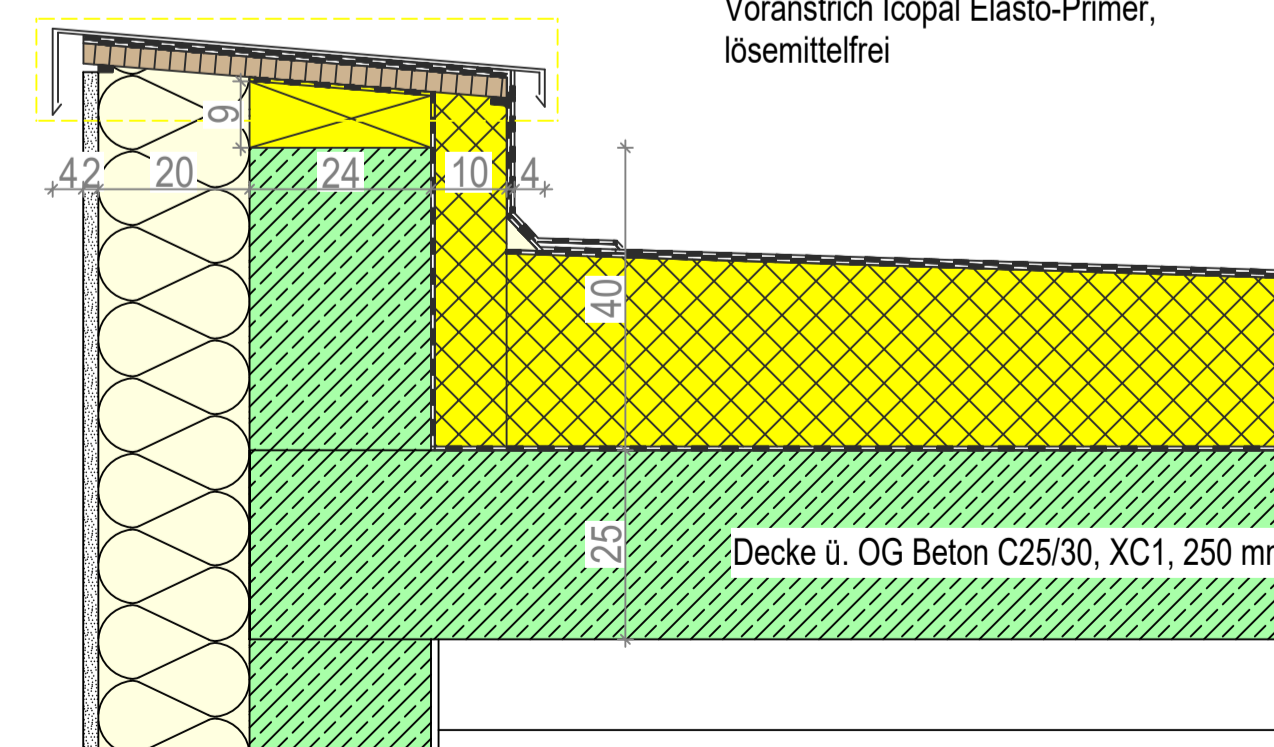 Voranstrich Icopal Elasto-Primer,
lösemittelfrei
9
42 20 24 10 4
40
25
Decke ü. OG Beton C25/30, XC1, 250